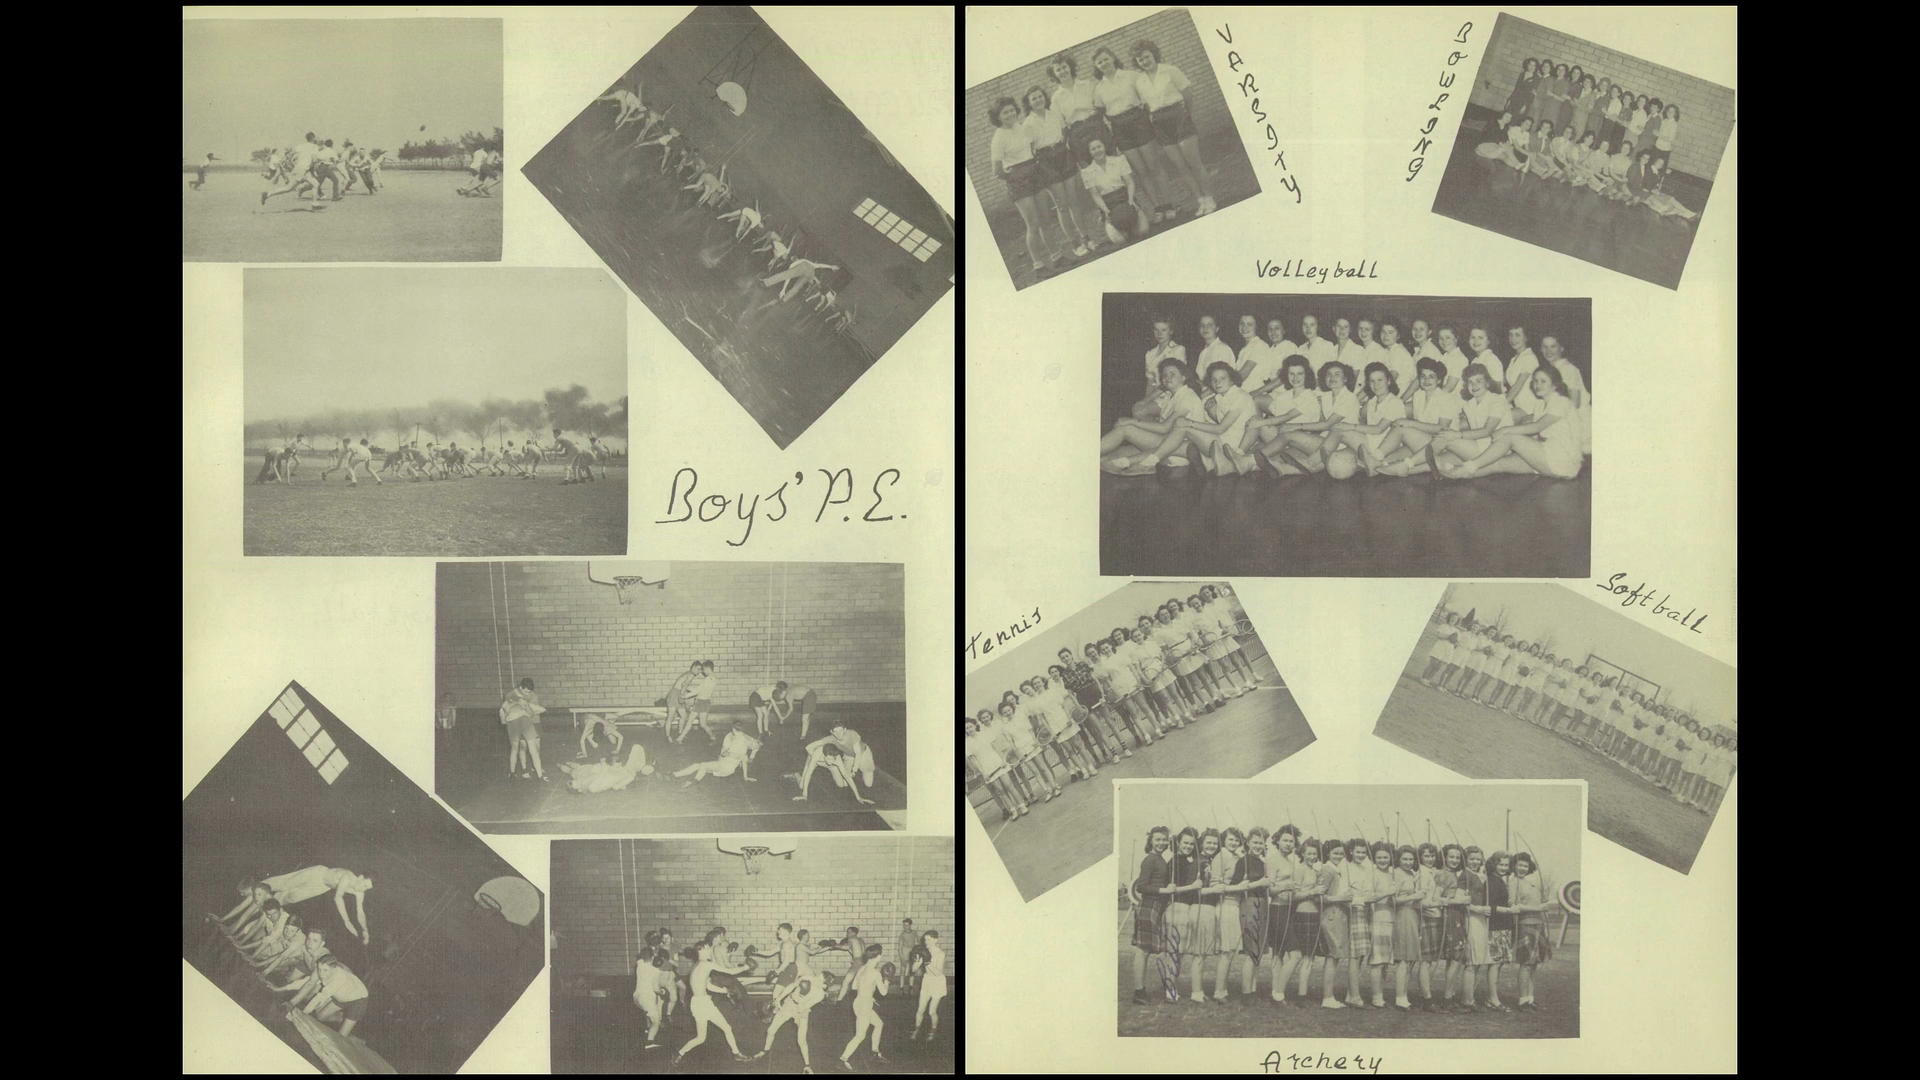 Boys' P.E.
VARSITY
BOWLING
Volleyball
Tennis
Softball
Archery